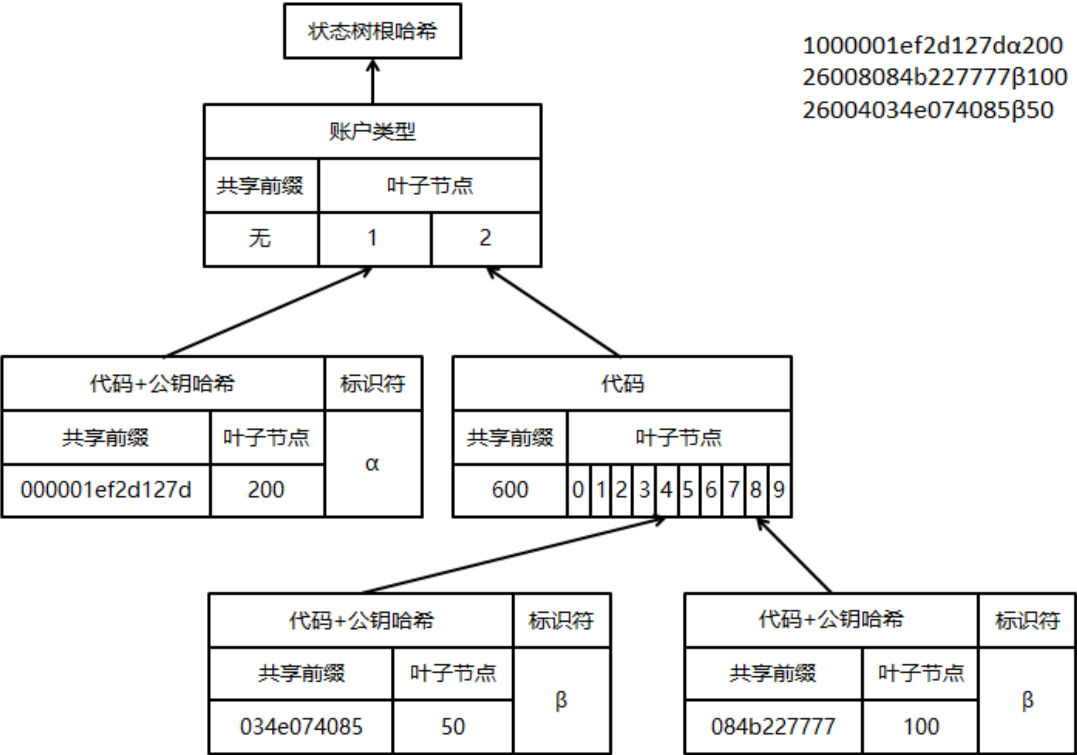 状态树根哈希
1000001ef2d127dα200
26008084b227777β100
26004034e074085β50
账户类型
共享前缀 叶子节点
无 1 2
代码+公钥哈希 标识符
共享前缀 叶子节点
α
000001ef2d127d 200
代码
共享前缀 叶子节点
600 0 1 2 3 4 5 6 7 8 9
代码+公钥哈希 标识符
共享前缀 叶子节点
β
034e074085 50
代码+公钥哈希 标识符
共享前缀 叶子节点
β
084b227777 100